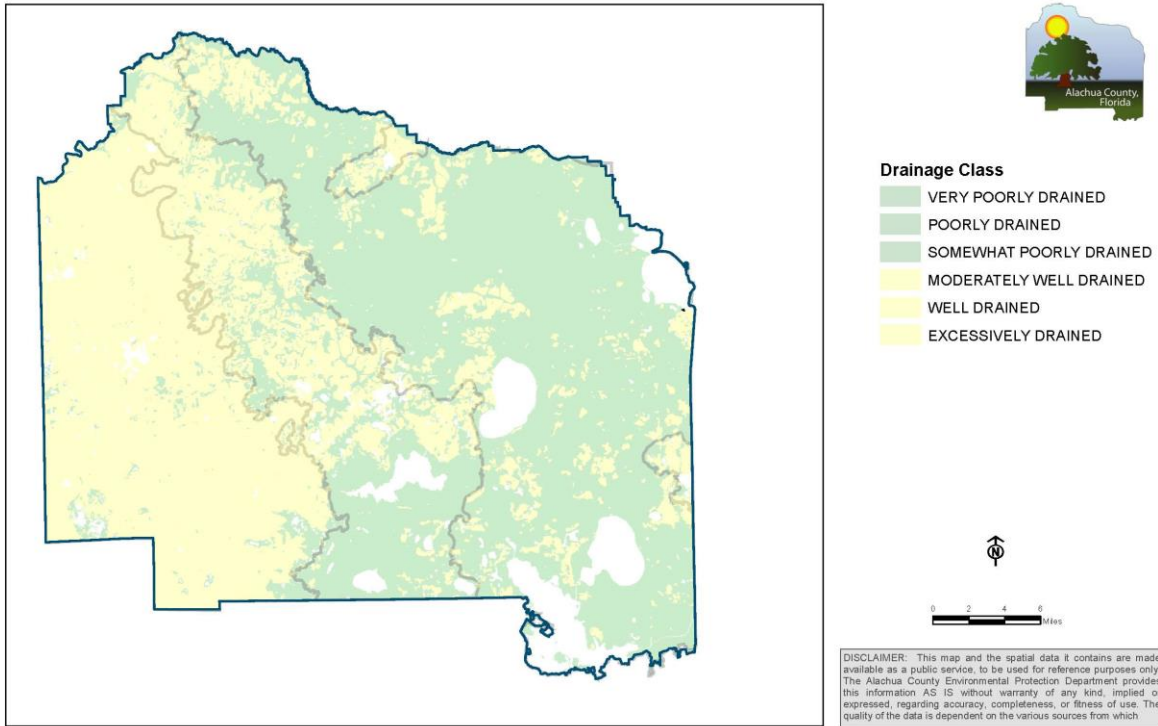 Alachua County,
Florida
Drainage Class
VERY POORLY DRAINED
POORLY DRAINED
SOMEWHAT POORLY DRAINED
MODERATELY WELL DRAINED
WELL DRAINED
EXCESSIVELY DRAINED
N
0 2 4 6
Miles
DISCLAIMER: This map and the spatial data it contains are made
available as a public service, to be used for reference purposes only.
The Alachua County Environmental Protection Department provides
this information AS IS without warranty of any kind, implied or
expressed, regarding accuracy, completeness, or fitness of use. The
quality of the data is dependent on the various sources from which